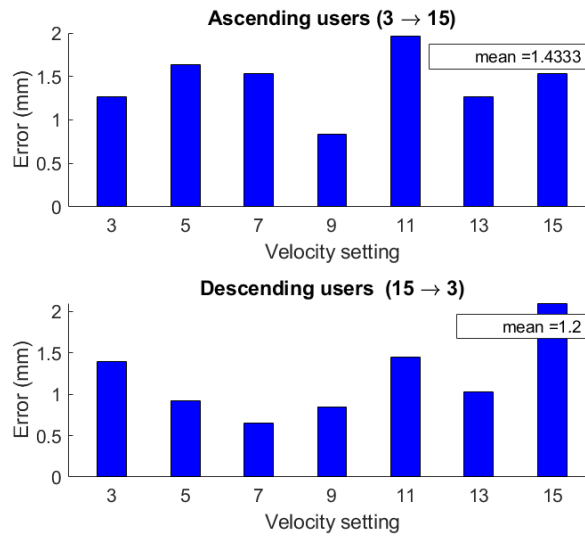 Ascending users (3 → 15)
mean =1.4333
Error (mm)
2
1.5
1
0.5
0
3 5 7 9 11 13 15
Velocity setting
Descending users (15 → 3)
mean =1.2
Error (mm)
2
1.5
1
0.5
0
3 5 7 9 11 13 15
Velocity setting